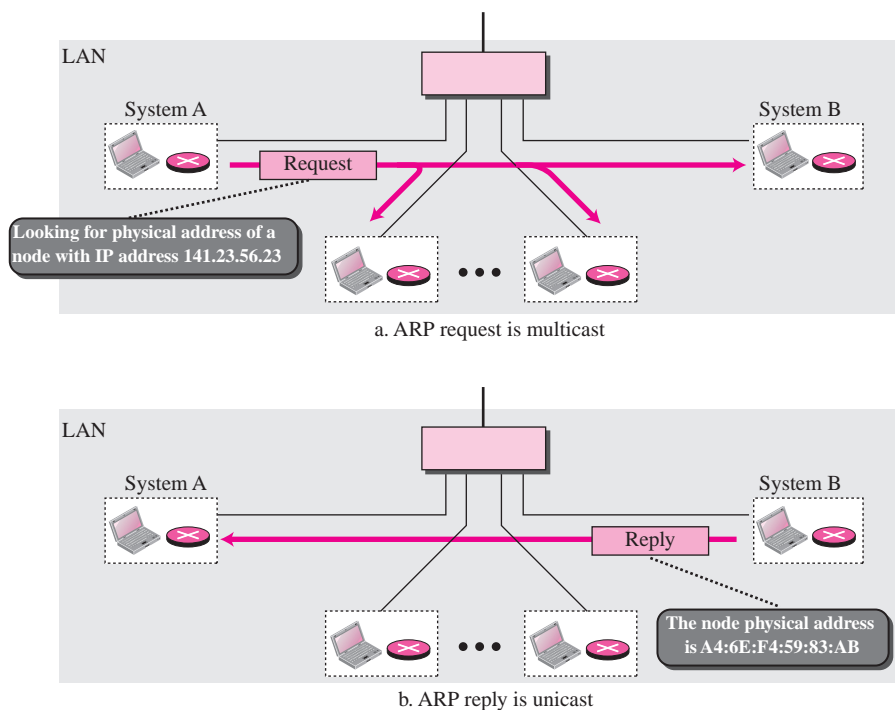 LAN
System A
System B
Request
Looking for physical address of a
node with IP address 141.23.56.23
a. ARP request is multicast
LAN
System A
System B
Reply
The node physical address
is A4:6E:F4:59:83:AB
b. ARP reply is unicast